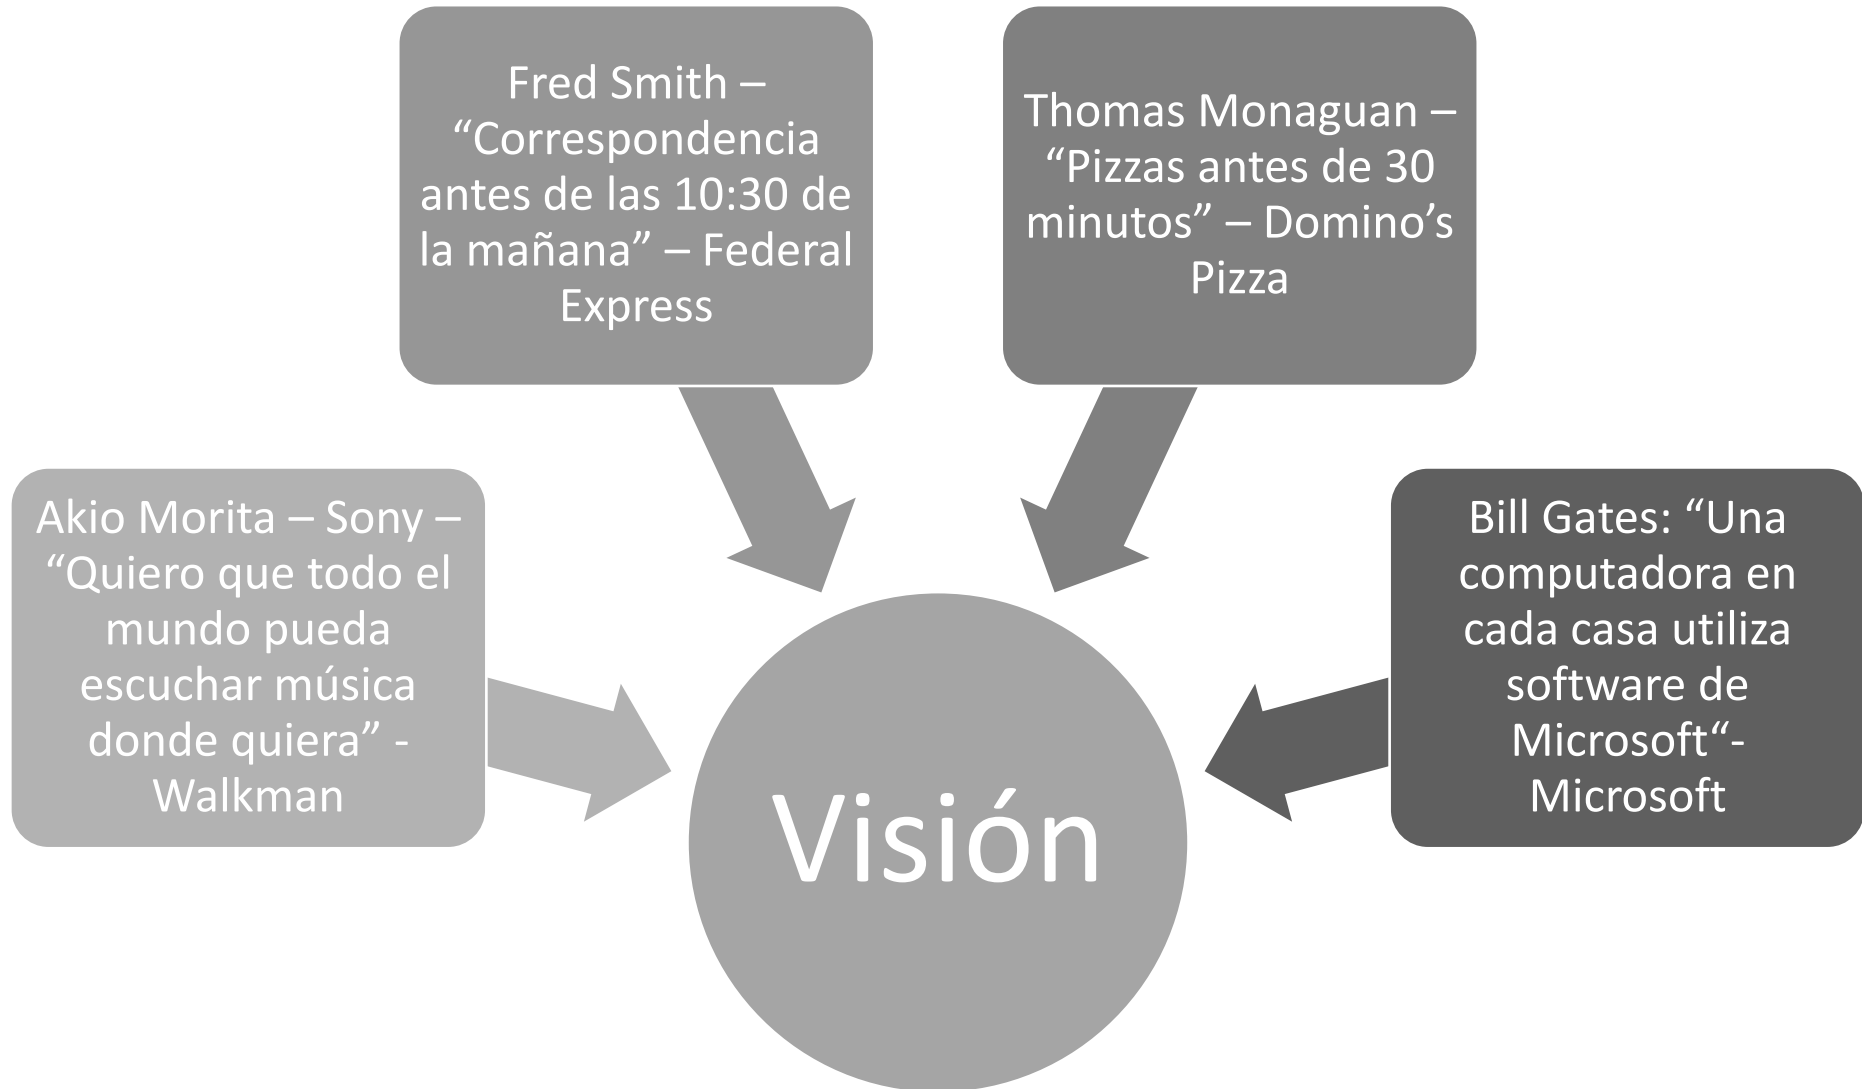 Fred Smith –
“Correspondencia
antes de las 10:30 de
la mañana” – Federal
Express
Thomas Monaguan –
“Pizzas antes de 30
minutos” – Domino’s
Pizza
Akio Morita – Sony –
“Quiero que todo el
mundo pueda
escuchar música
donde quiera” -
Walkman
Bill Gates: “Una
computadora en
cada casa utiliza
software de
Microsoft“-
Microsoft
Visión